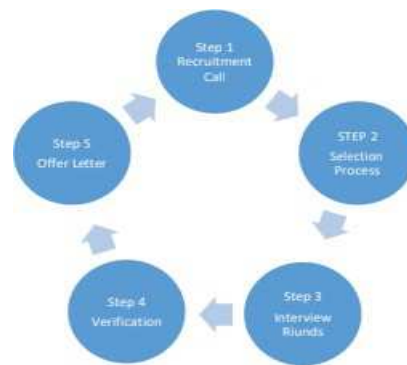 Step 1
Recruitment
Call
STEP 2
Selection
Process
Step 3
Interview
Riunds
Step 4
Verification
Step 5
Offer Letter